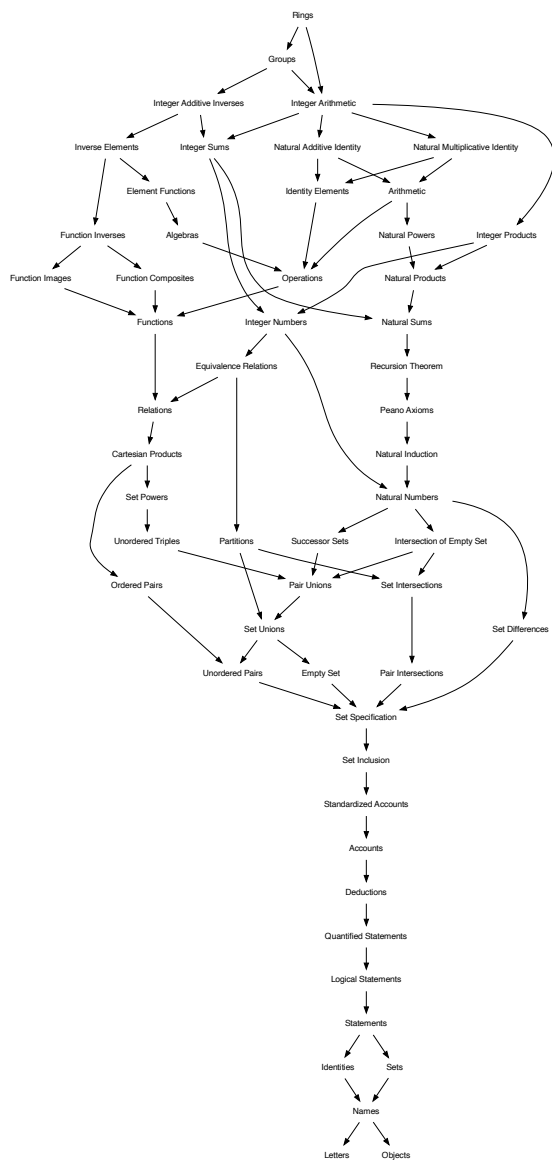 Rings
Groups
Integer Additive Inverses Integer Arithmetic
Inverse Elements Integer Sums Natural Additive Identity Natural Multiplicative Identity
Element Functions Identity Elements Arithmetic
Function Inverses Algebras Natural Powers Integer Products
Function Images Function Composites Operations Natural Products
Functions Integer Numbers Natural Sums
Equivalence Relations Recursion Theorem
Relations Peano Axioms
Cartesian Products Natural Induction
Set Powers Natural Numbers
Unordered Triples Partitions Successor Sets Intersection of Empty Set
Ordered Pairs Pair Unions Set Intersections
Set Unions Set Differences
Unordered Pairs Empty Set Pair Intersections
Set Specification
Set Inclusion
Standardized Accounts
Accounts
Deductions
Quantified Statements
Logical Statements
Statements
Identities Sets
Names
Letters Objects